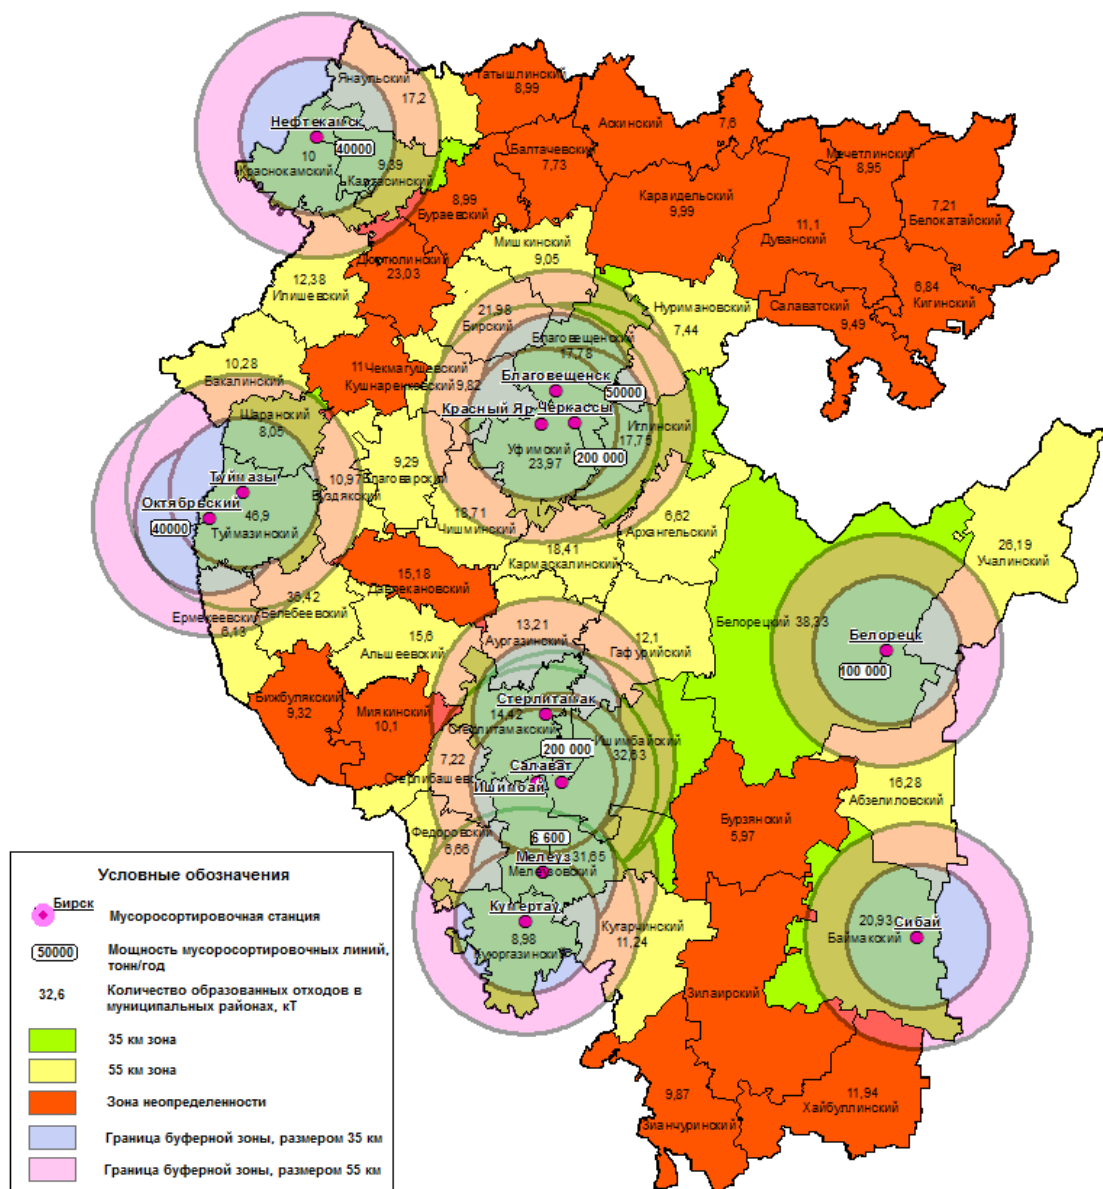 Янаульский
17,2
Татышлинский
8,99
Аскинский
7,6
Нефтекамск
40000
10
Краснокамский
9,39
Калтасинский
Балтачевский
7,73
Мечетлинский
8,95
7,21
Белокатайский
8,99
Бураевский
Караидельский
9,99
11,1
Дуванский
Мишкинский
9,05
Дюртюлинский
23,03
12,38
Илишевский
6,84
Кигинский
Салаватский
9,49
Нуримановский
7,44
21,98
Бирский
Благовещенский
17,78
10,28
Бакалинский
11
Чекмагушевский
Кушнаренковский
9,82
Благовещенск
50000
Красный Яр
Черкассы
Иглинский
17,75
Уфимский
23,97
200 000
Шаранский
8,05
Туймазы
Октябрьский
40000
46,9
Туймазинский
10,97
Буздякский
9,29
Благоварский
Чишминский
6,62
Архангельский
18,41
Кармаскалинский
26,19
Учалинский
15,18
Давлекановский
Белебеевский
Ермекеевский
6,13
15,6
Альшеевский
13,21
Аургазинский
12,1
Гафурийский
Белорецкий
38,33
Белорецк
100 000
Бижбулякский
9,32
Миякинский
10,1
Стерлитамак
14,42
Стерлитамакский
200 000
Ишимбайский
32,63
7,22
Стерлибашев
Салават
Ишимбай
16,28
Абзелиловский
Бурзянский
5,97
Федоровский
6,66
6 600
Мелеуз
31,65
Мелеузовский
Кумертау
8,98
Куюргазинский
Кугарчинский
11,24
20,93
Баймакский
Сибай
Зилаирский
9,87
Зианчуринский
11,94
Хайбуллинский
Условные обозначения
Бирск
Мусоросортировочная станция
50000
Мощность мусоросортировочных линий,
тонн/год
32,6
Количество образованных отходов в
муниципальных районах, кТ
35 км зона
55 км зона
Зона неопределенности
Граница буферной зоны, размером 35 км
Граница буферной зоны, размером 55 км